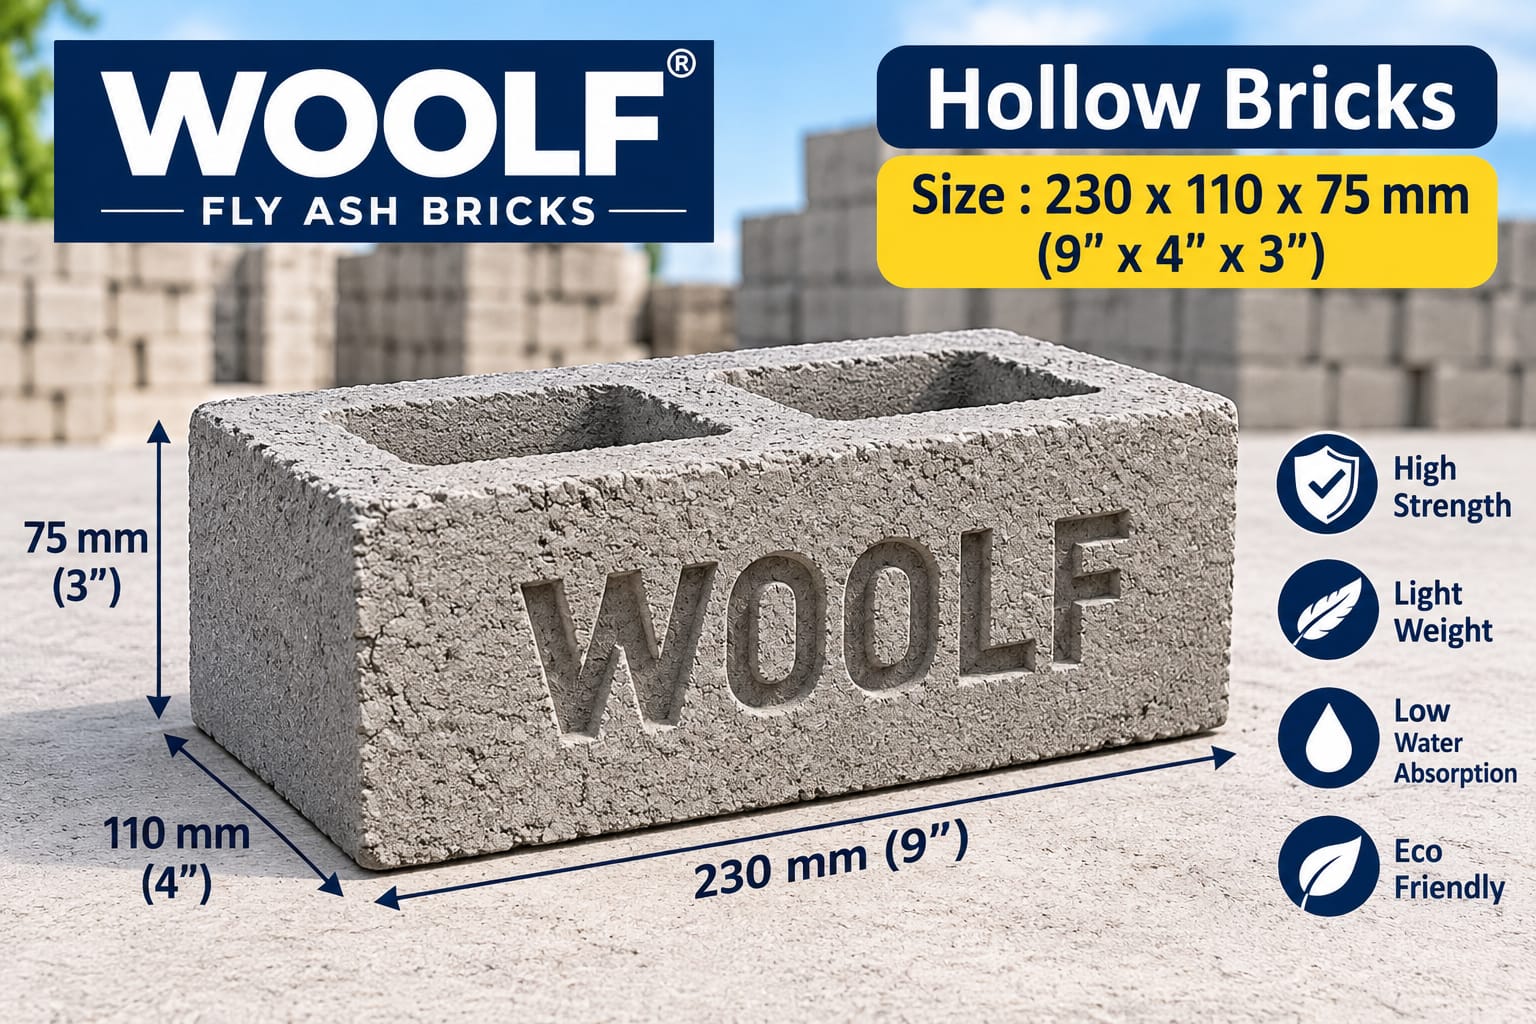 WOOLF®
FLY ASH BRICKS
Hollow Bricks
Size : 230 x 110 x 75 mm
(9” x 4” x 3”)
75 mm
(3”)
110 mm
(4”)
230 mm (9”)
WOOLF
High
Strength
Light
Weight
Low
Water
Absorption
Eco
Friendly